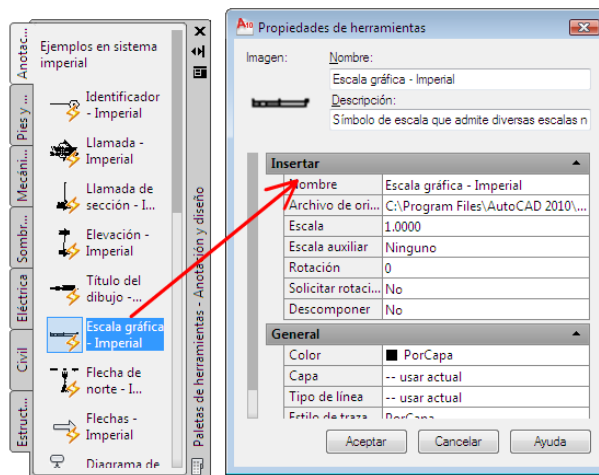 Anotac...
Pies y ...
Mecáni...
Sombr...
Eléctrica
Civil
Estruct...
Ejemplos en sistema
imperial
Identificador
- Imperial
Llamada -
Imperial
Llamada de
sección - I...
Elevación -
Imperial
Título del
dibujo -...
Escala gráfica
- Imperial
Flecha de
norte - I...
Flechas -
Imperial
Diagrama de
Paletas de herramientas - Anotación y diseño
Propiedades de herramientas
Imagen:
Nombre:
Escala gráfica - Imperial
Descripción:
Símbolo de escala que admite diversas escalas n
Insertar
Nombre Escala gráfica - Imperial
Archivo de ori... C:\Program Files\AutoCAD 2010\...
Escala 1.0000
Escala auxiliar Ninguno
Rotación 0
Solicitar rotaci... No
Descomponer No
General
Color PorCapa
Capa -- usar actual
Tipo de línea -- usar actual
Estilo de traza... PorCapa
Aceptar Cancelar Ayuda